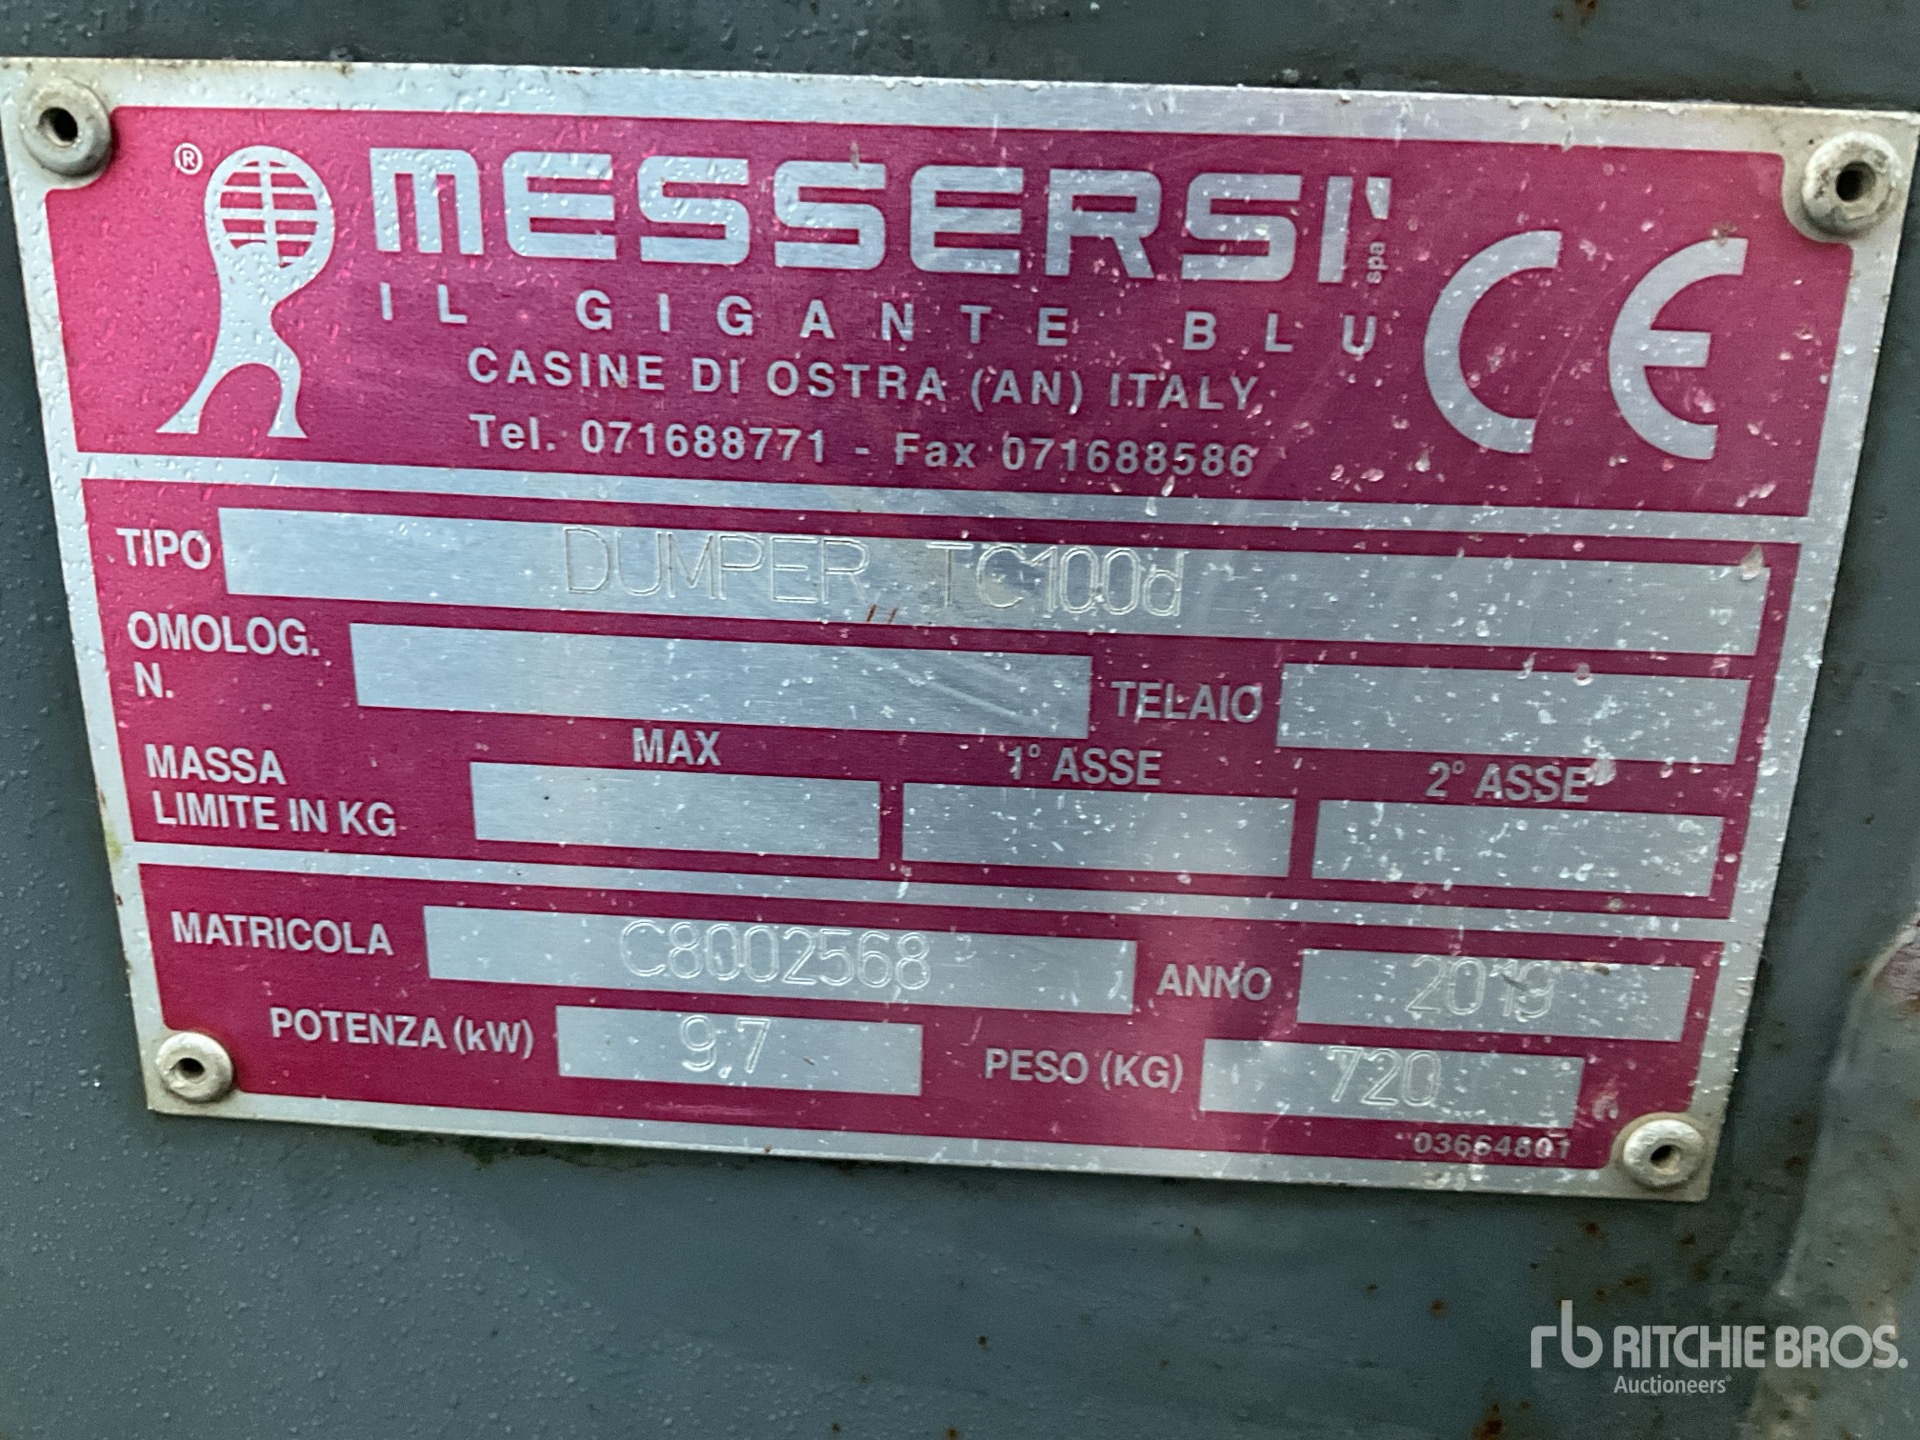 ® MESSERSI' spa
IL GIGANTE BLU
CE
CASINE DI OSTRA (AN) ITALY
Tel. 071688771 - Fax 071688586
TIPO DUMPER TC100d
OMOLOG. N. TELAIO
MASSA LIMITE IN KG MAX 1° ASSE 2° ASSE
MATRICOLA C8002568 ANNO 2019
POTENZA (kW) 9.7 PESO (KG) 720
03664801
rb RITCHIE BROS.
Auctioneers